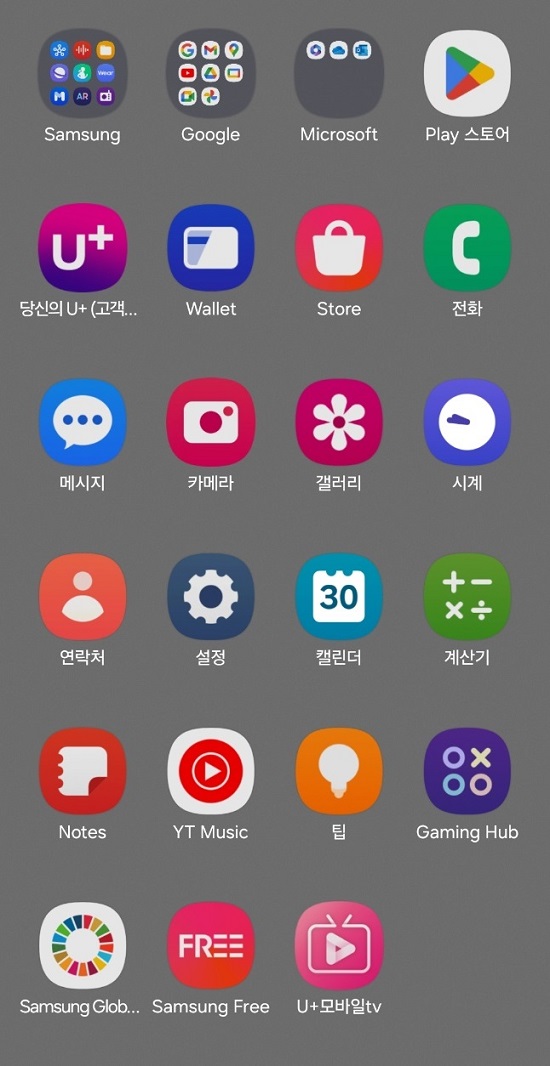 Wear
AR
Samsung
Google
Microsoft
Play 스토어
U+
당신의 U+ (고객...
Wallet
Store
전화
메시지
카메라
갤러리
시계
연락처
설정
30
캘린더
계산기
Notes
YT Music
팁
Gaming Hub
FREE
Samsung Glob...
Samsung Free
U+모바일tv